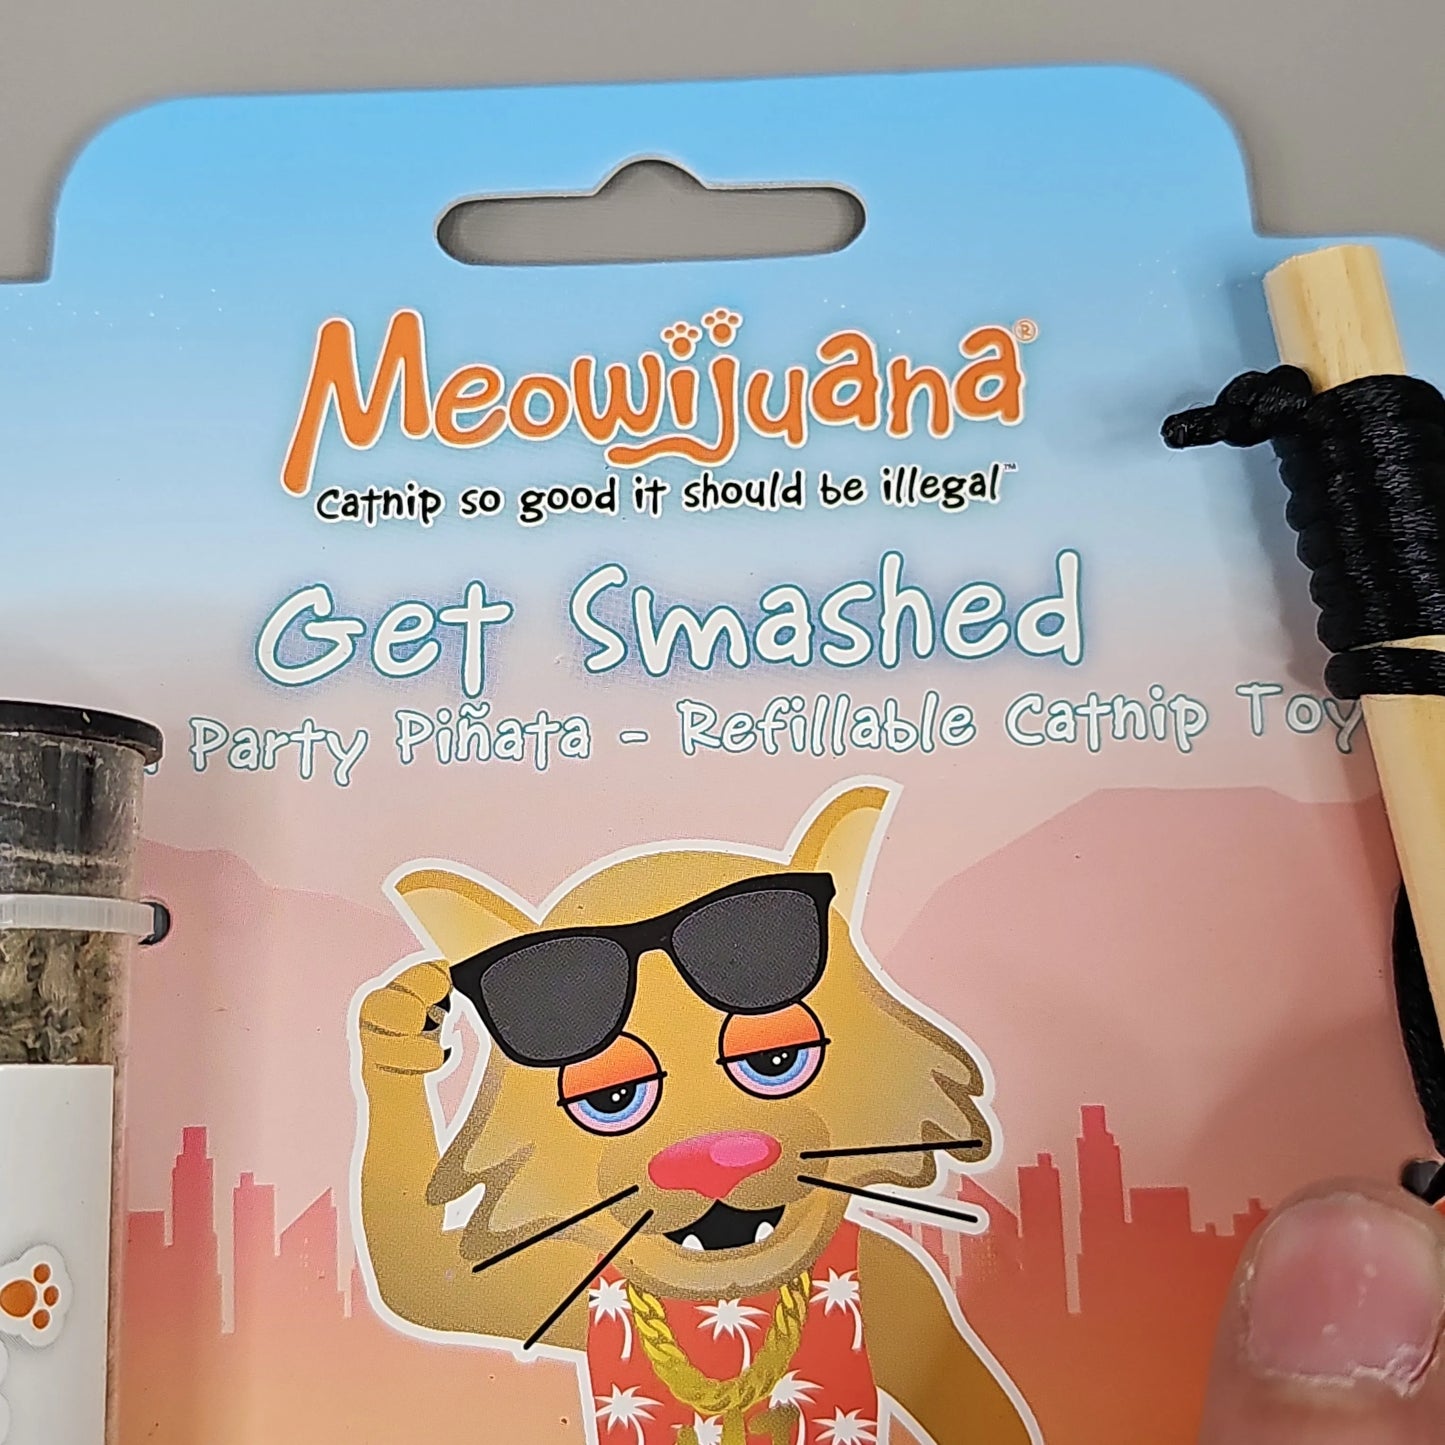 Meowijuana®
Catnip so good it should be illegal™
Get Smashed
Party Piñata - Refillable Catnip Toy